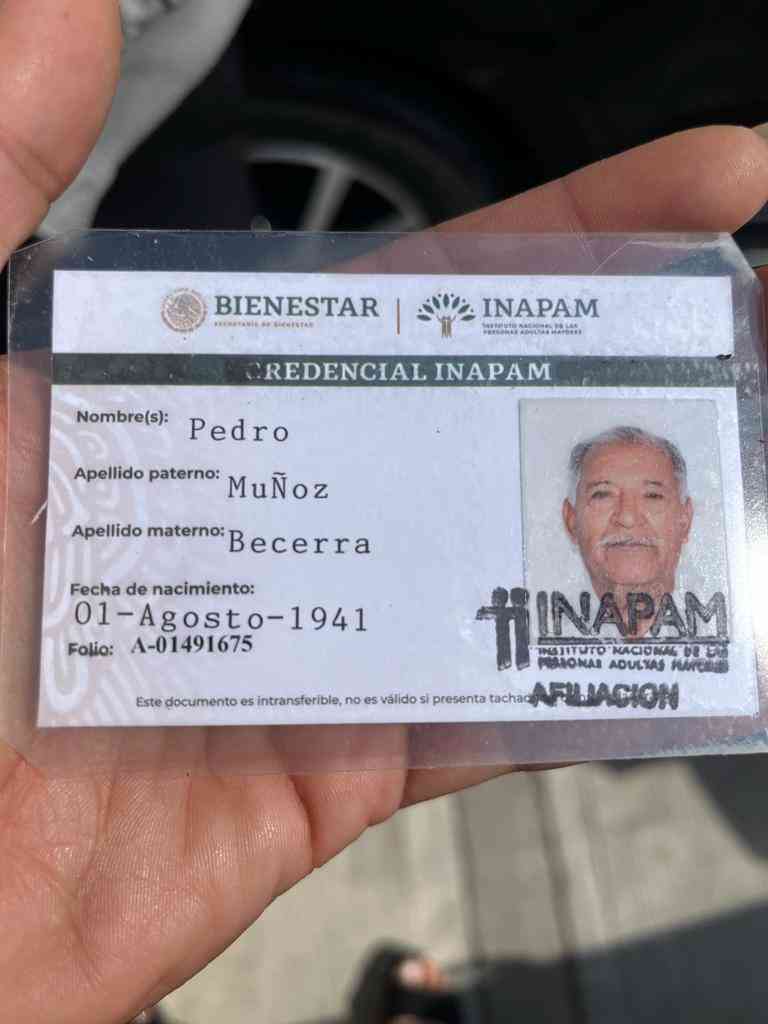 BIENESTAR
SECRETARÍA DE BIENESTAR
INAPAM
INSTITUTO NACIONAL DE LAS
PERSONAS ADULTAS MAYORES
CREDENCIAL INAPAM
Nombre(s): Pedro
Apellido paterno: MuÑoz
Apellido materno: Becerra
Fecha de nacimiento:
01-Agosto-1941
Folio: A-01491675
INAPAM
INSTITUTO NACIONAL DE LAS
PERSONAS ADULTAS MAYORES
AFILIACION
Este documento es intransferible, no es válido si presenta